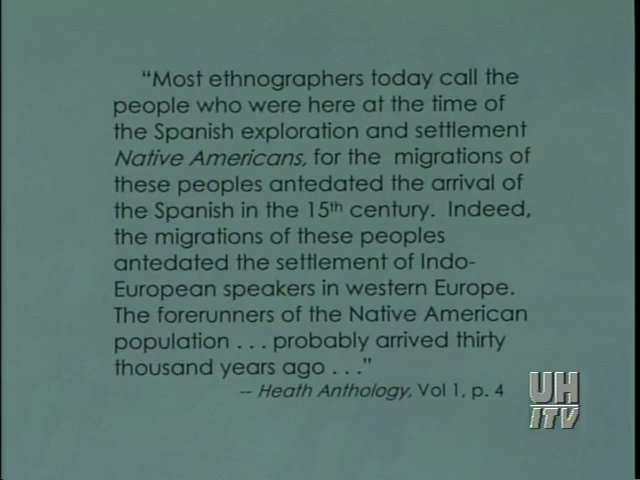 “Most ethnographers today call the
people who were here at the time of
the Spanish exploration and settlement
Native Americans, for the  migrations of
these peoples antedated the arrival of
the Spanish in the 15th century.  Indeed,
the migrations of these peoples
antedated the settlement of Indo-
European speakers in western Europe.
The forerunners of the Native American
population . . . probably arrived thirty
thousand years ago . . .”
-- Heath Anthology, Vol 1, p. 4
UH
ITV